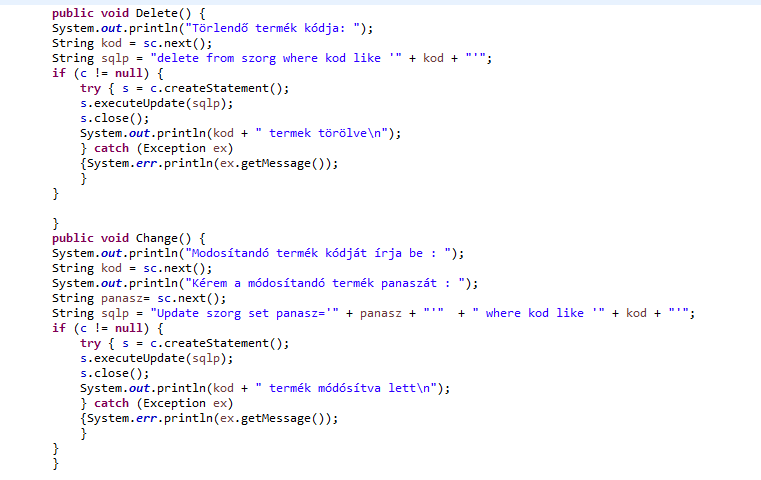 public void Delete() {
System.out.println("Törlendő termék kódja: ");
String kod = sc.next();
String sqlp = "delete from szorg where kod like '" + kod + "'";
if (c != null) {
try { s = c.createStatement();
s.executeUpdate(sqlp);
s.close();
System.out.println(kod + " termek törölve\n");
} catch (Exception ex)
{System.err.println(ex.getMessage());
}
}
}
public void Change() {
System.out.println("Modosítandó termék kódját írja be : ");
String kod = sc.next();
System.out.println("Kérem a módosítandó termék panaszát : ");
String panasz= sc.next();
String sqlp = "Update szorg set panasz='" + panasz + "'"  + " where kod like '" + kod + "'";
if (c != null) {
try { s = c.createStatement();
s.executeUpdate(sqlp);
s.close();
System.out.println(kod + " termék módósítva lett\n");
} catch (Exception ex)
{System.err.println(ex.getMessage());
}
}
}